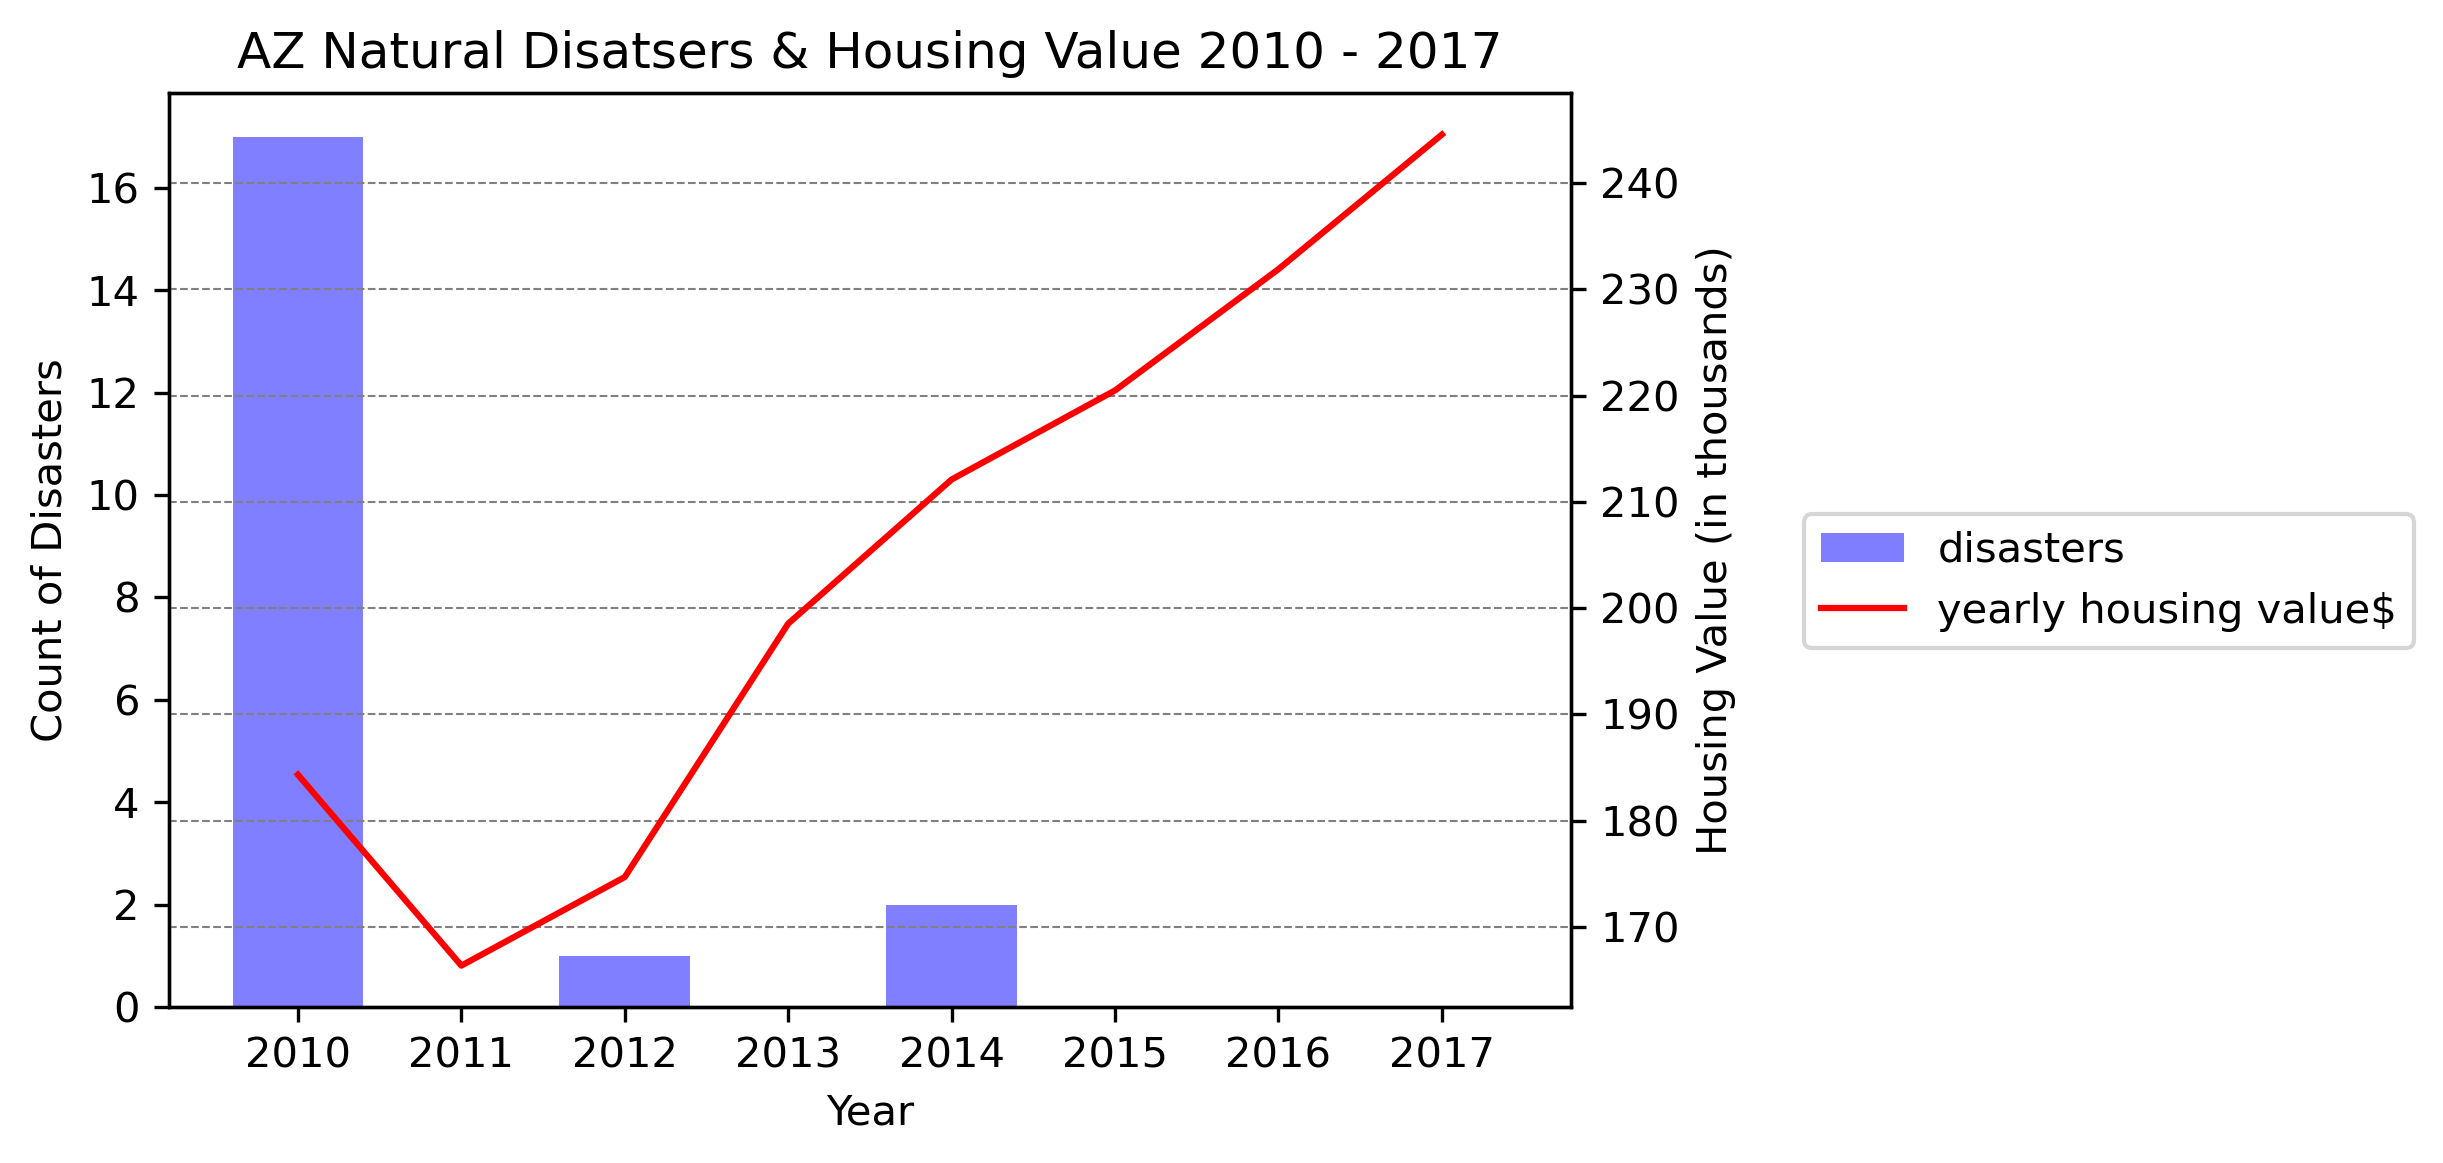 AZ Natural Disatsers & Housing Value 2010 - 2017
Count of Disasters
16
14
12
10
8
6
4
2
0
240
230
220
210
200
190
180
170
Housing Value (in thousands)
2010 2011 2012 2013 2014 2015 2016 2017
Year
disasters
yearly housing value$